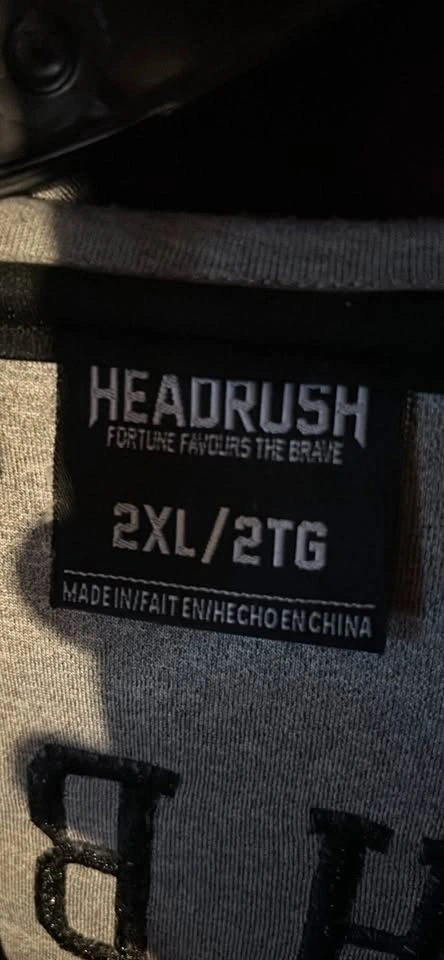 HEADRUSH
FORTUNE FAVOURS THE BRAVE
2XL/2TG
MADE IN/FAIT EN/HECHO EN CHINA